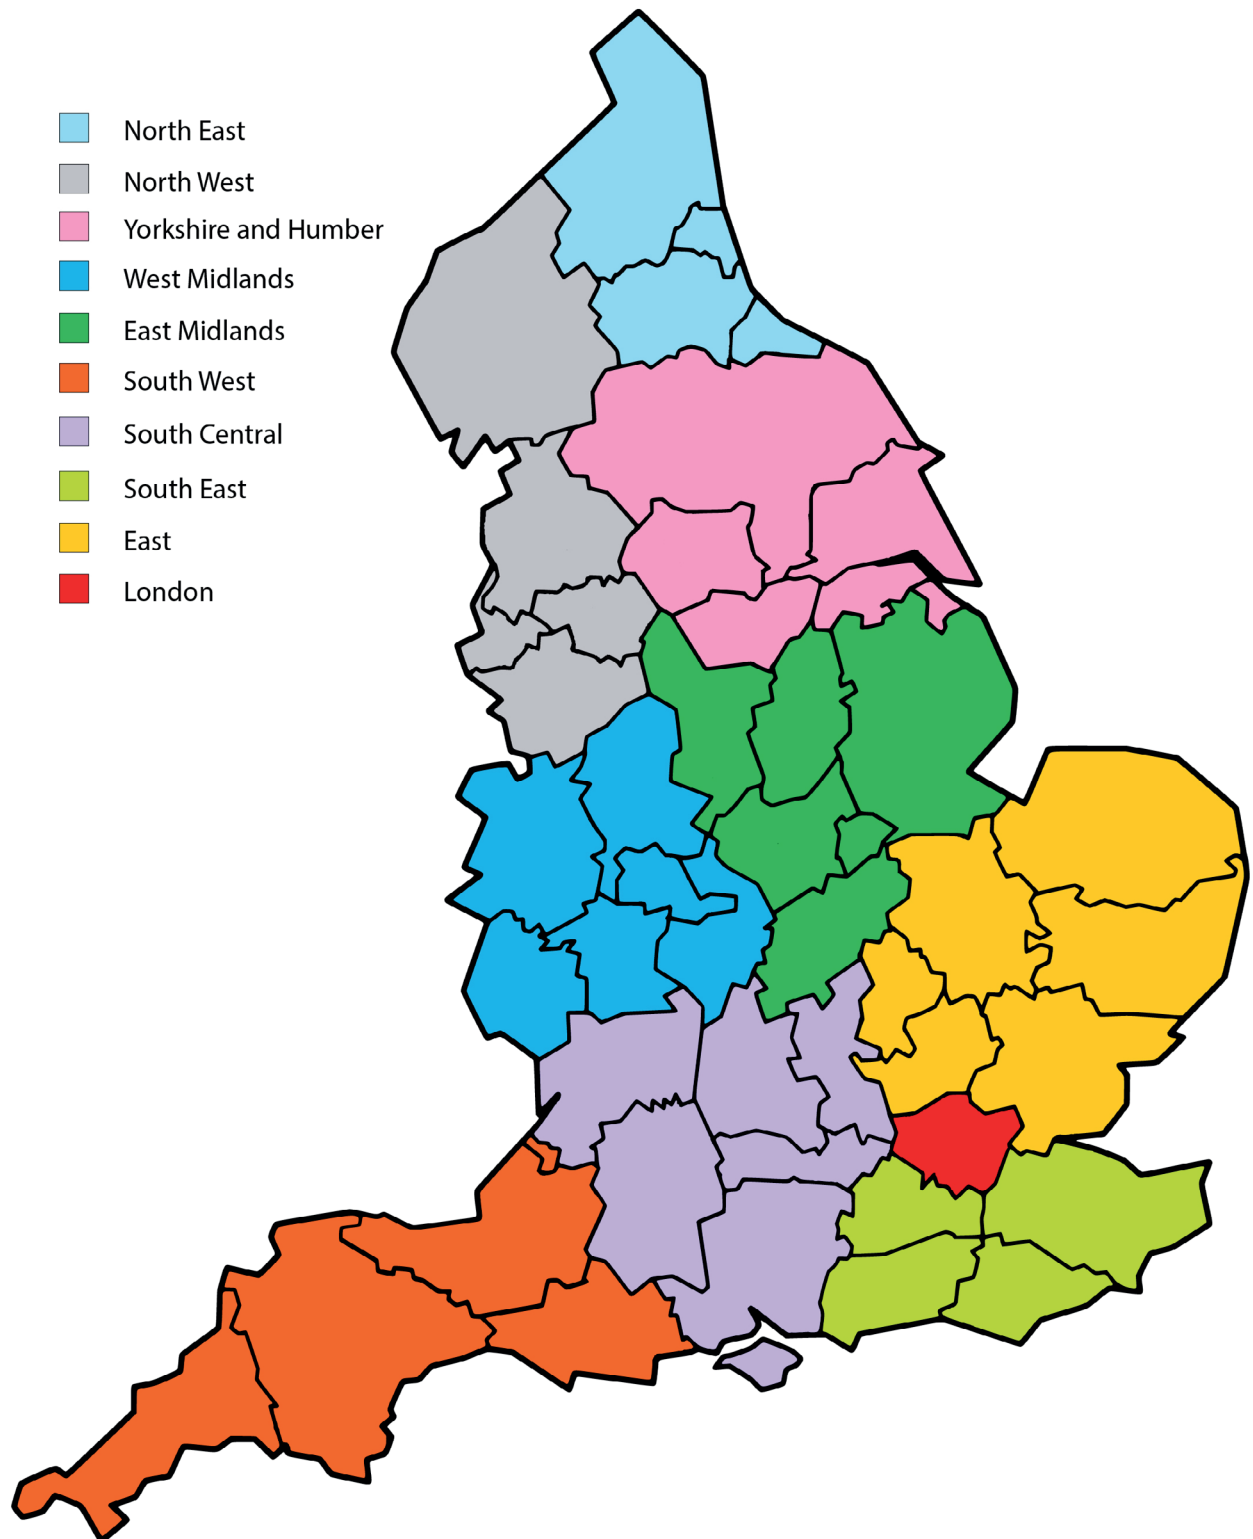 North East
North West
Yorkshire and Humber
West Midlands
East Midlands
South West
South Central
South East
East
London